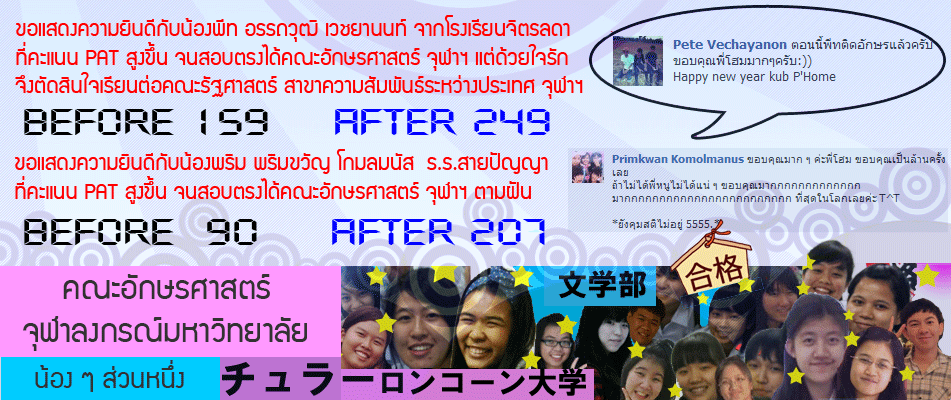 ขอแสดงความยินดีกับน้องพีท อรรถวุฒิ เวชยานนท์ จากโรงเรียนจิตรลดา
ที่คะแนน PAT สูงขึ้น จนสอบตรงได้คณะอักษรศาสตร์ จุฬาฯ แต่ด้วยใจรัก
จึงตัดสินใจเรียนต่อคณะรัฐศาสตร์ สาขาความสัมพันธ์ระหว่างประเทศ จุฬาฯ
BEFORE 159 AFTER 249
Pete Vechayanon ตอนนี้พีทติดอักษรแล้วครับ
ขอบคุณพี่โฮมมากๆครับ:))
Happy new year kub P'Home
ขอแสดงความยินดีกับน้องพริม พริมขวัญ โกมลมนัส ร.ร.สายปัญญา
ที่คะแนน PAT สูงขึ้น จนสอบตรงได้คณะอักษรศาสตร์ จุฬาฯ ตามฝัน
BEFORE 90 AFTER 207
Primkwan Komolmanus ขอบคุณมาก ๆ ค่ะพี่โฮม ขอบคุณเป็นล้านครั้ง
เลย
ถ้าไม่ได้พี่หนูไม่ได้แน่ ๆ ขอบคุณมากกกกกกกกกกกกก
มากกกกกกกกกกกกกกกกกกกกกกกก ที่สุดในโลกเลยค่ะ T^T
*ยังคุมสติไม่อยู่ 5555.*
合格
คณะอักษรศาสตร์
จุฬาลงกรณ์มหาวิทยาลัย
文学部
น้อง ๆ ส่วนหนึ่ง
チュラーロンコーン大学